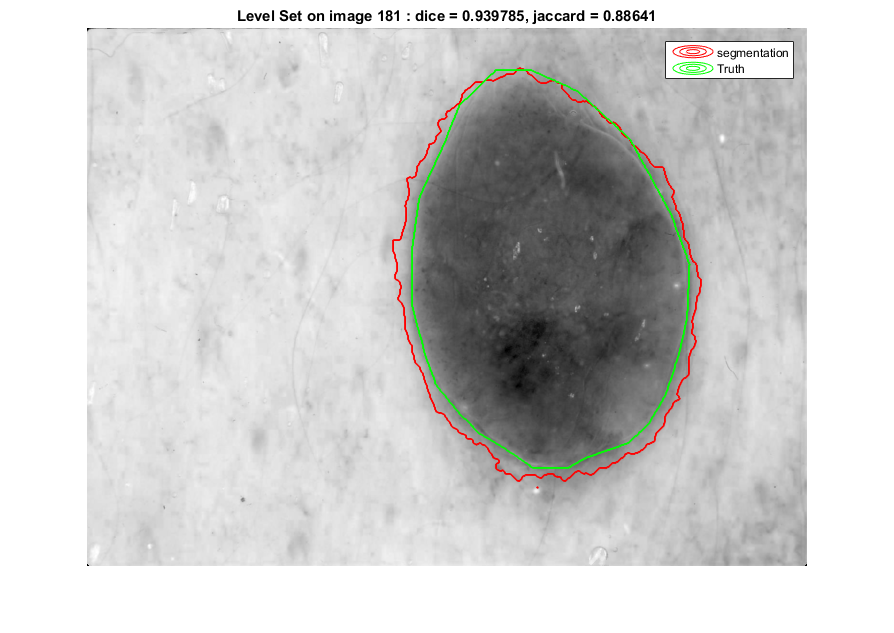 Level Set on image 181 : dice = 0.939785, jaccard = 0.88641
segmentation
Truth